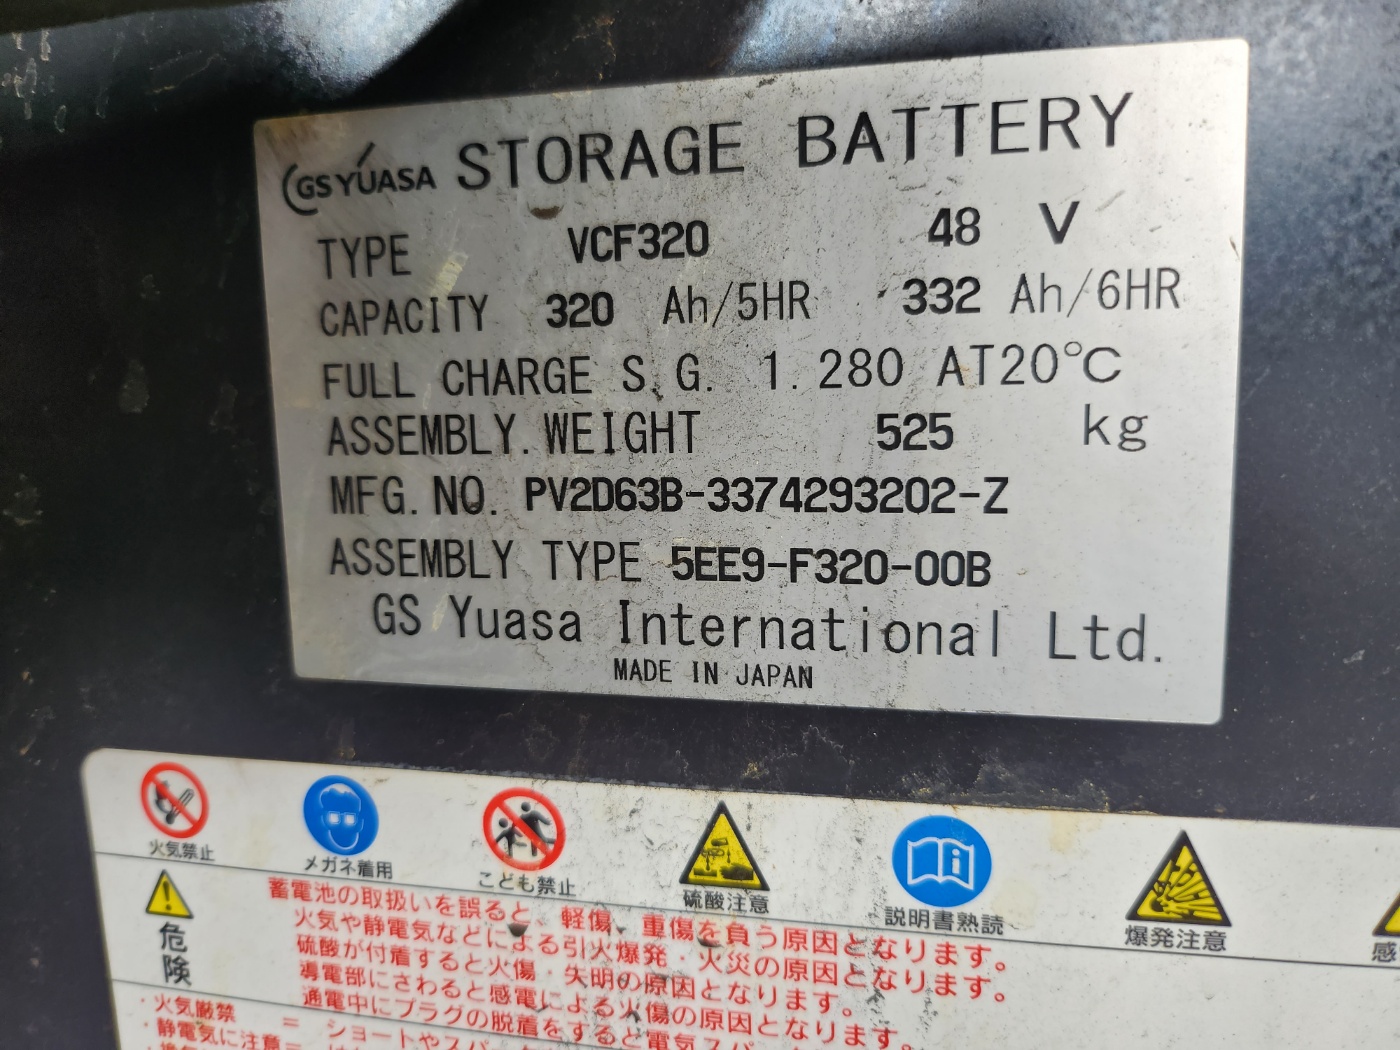 GS YUASA STORAGE BATTERY
TYPE VCF320 48 V
CAPACITY 320 Ah/5HR 332 Ah/6HR
FULL CHARGE S.G. 1.280 AT20℃
ASSEMBLY.WEIGHT 525 kg
MFG.NO. PV2D63B-3374293202-Z
ASSEMBLY TYPE 5EE9-F320-00B
GS Yuasa International Ltd.
MADE IN JAPAN
火気禁止
メガネ着用
こども禁止
硫酸注意
説明書熟読
爆発注意
感
危険
蓄電池の取扱いを誤ると、軽傷、重傷を負う原因となります。
火気や静電気などによる引火爆発・火災の原因となります。
硫酸が付着すると火傷・失明の原因となります。
導電部にさわると感電による火傷の原因となります。
通電中にプラグの脱着をすると電気スパ
・火気厳禁 = ショートやスパ
・静電気に注意=